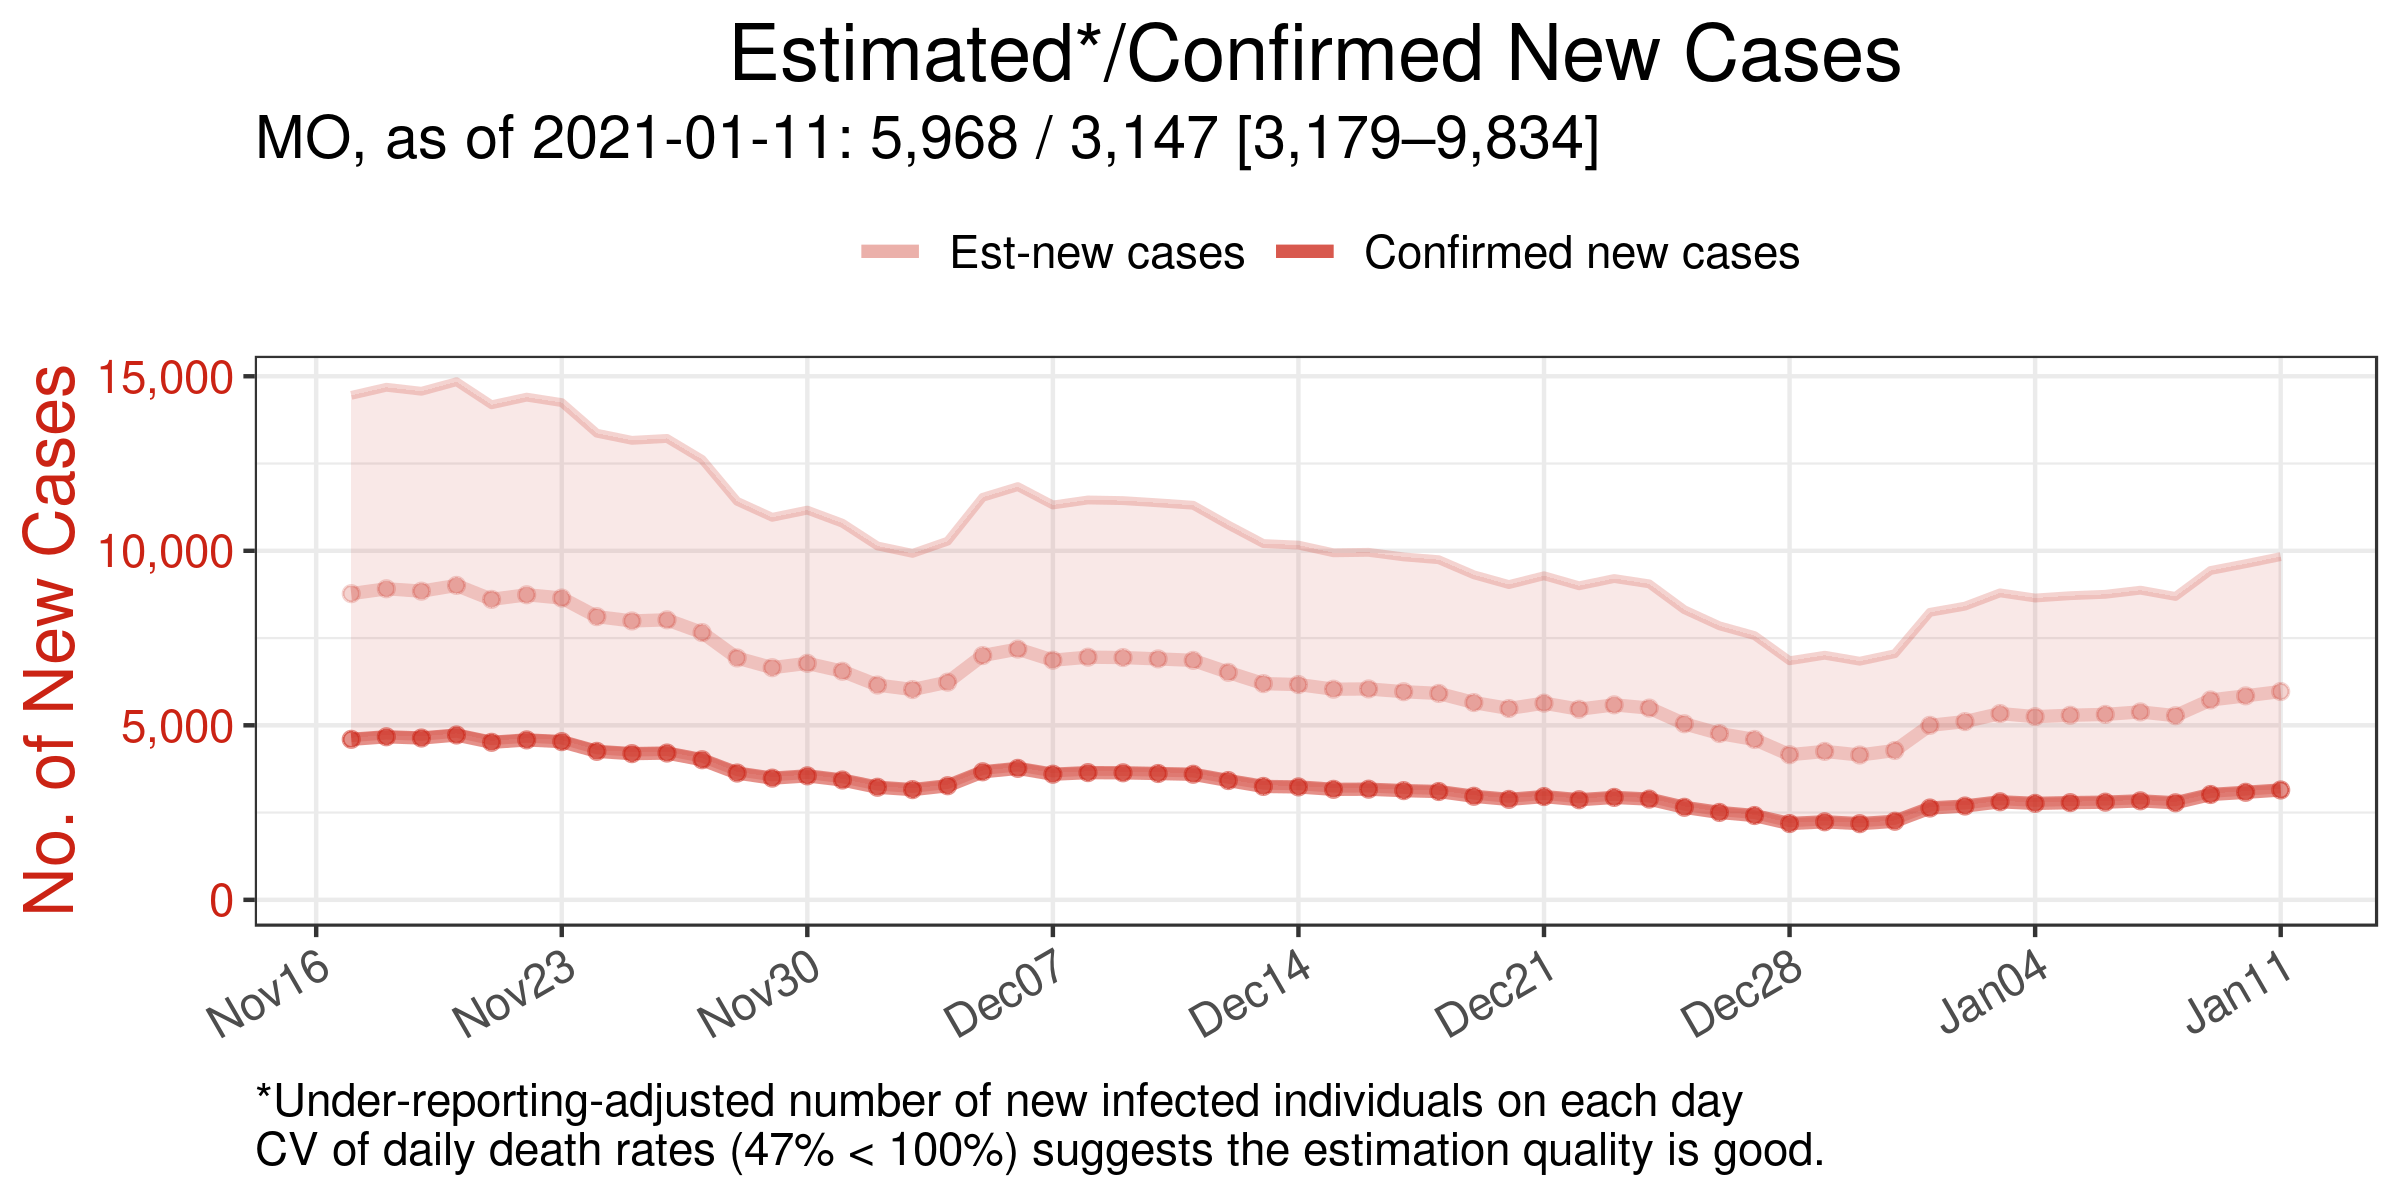 Estimated*/Confirmed New Cases
MO, as of 2021-01-11: 5,968 / 3,147 [3,179–9,834]
Est-new cases
Confirmed new cases
No. of New Cases
15,000
10,000
5,000
0
Nov16
Nov23
Nov30
Dec07
Dec14
Dec21
Dec28
Jan04
Jan11
*Under-reporting-adjusted number of new infected individuals on each day
CV of daily death rates (47% < 100%) suggests the estimation quality is good.